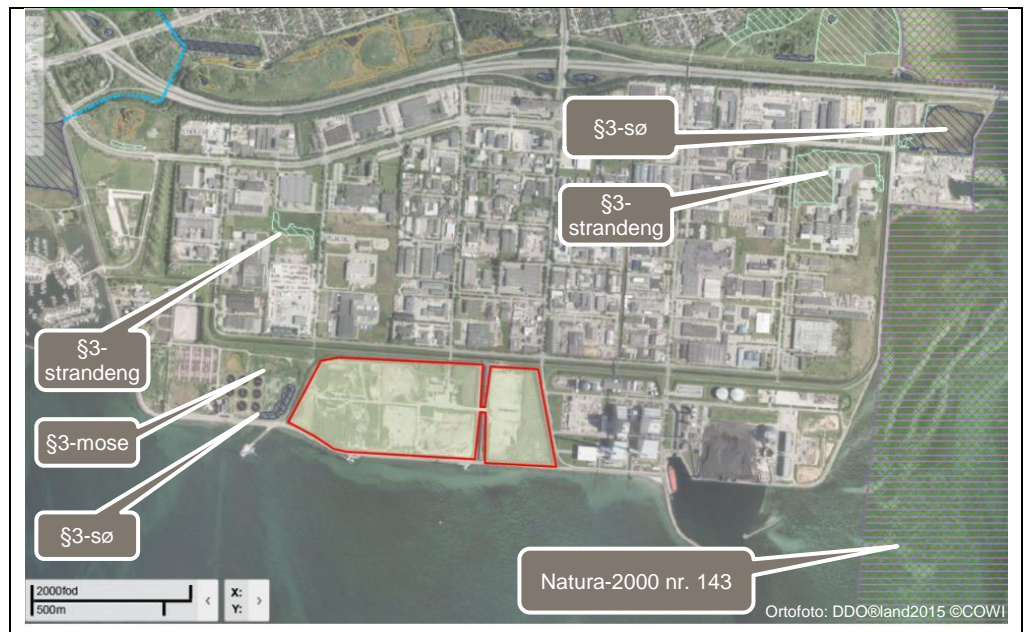 §3-sø
§3-
strandeng
§3-
strandeng
§3-mose
§3-sø
Natura-2000 nr. 143
2000fod
500m
X:
Y:
Ortofoto: DDO®land2015 ©COWI